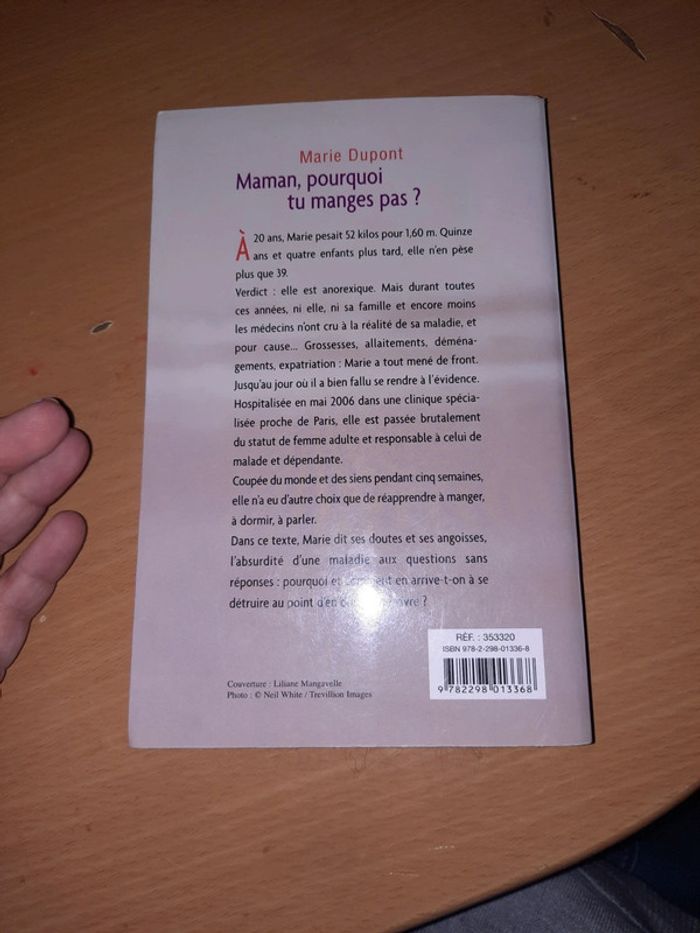 Marie Dupont
Maman, pourquoi
tu manges pas ?
À 20 ans, Marie pesait 52 kilos pour 1,60 m. Quinze
ans et quatre enfants plus tard, elle n'en pèse
plus que 39.
Verdict : elle est anorexique. Mais durant toutes
ces années, ni elle, ni sa famille et encore moins
les médecins n'ont cru à la réalité de sa maladie, et
pour cause... Grossesses, allaitements, déména-
gements, expatriation : Marie a tout mené de front.
Jusqu'au jour où il a bien fallu se rendre à l'évidence.
Hospitalisée en mai 2006 dans une clinique spécia-
lisée proche de Paris, elle est passée brutalement
du statut de femme adulte et responsable à celui de
malade et dépendante.
Coupée du monde et des siens pendant cinq semaines,
elle n'a eu d'autre choix que de réapprendre à manger,
à dormir, à parler.
Dans ce texte, Marie dit ses doutes et ses angoisses,
l'absurdité d'une maladie aux questions sans
réponses : pourquoi et comment en arrive-t-on à se
détruire au point d'en
RÉF. : 353320
ISBN 978-2-298-01336-8
9 782298 013368
Couverture : Liliane Mangavelle
Photo : © Neil White / Trevillion Images